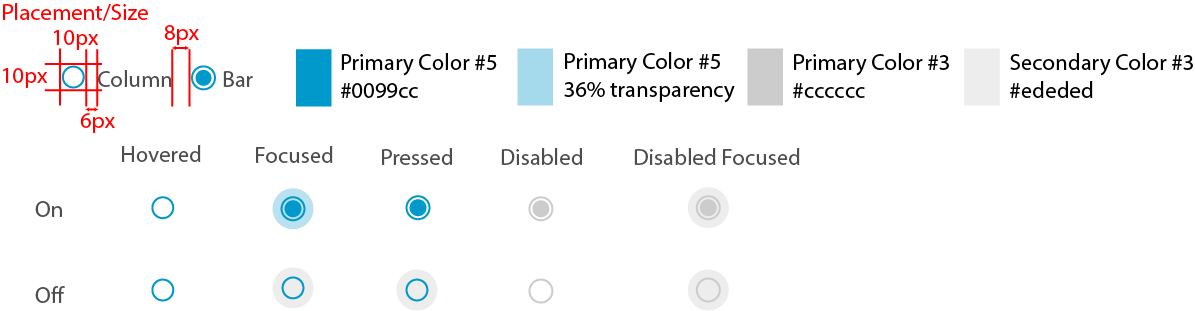 Placement/Size
10px
8px
10px
Column
Bar
6px
Primary Color #5
#0099cc
Primary Color #5
36% transparency
Primary Color #3
#cccccc
Secondary Color #3
#ededed
Hovered
Focused
Pressed
Disabled
Disabled Focused
On
Off